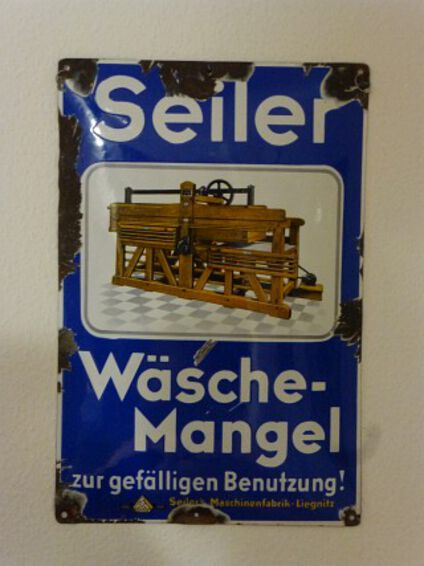 Seiler
Wäsche-
Mangel
zur gefälligen Benutzung!
Seiler's Maschinenfabrik-Liegnitz